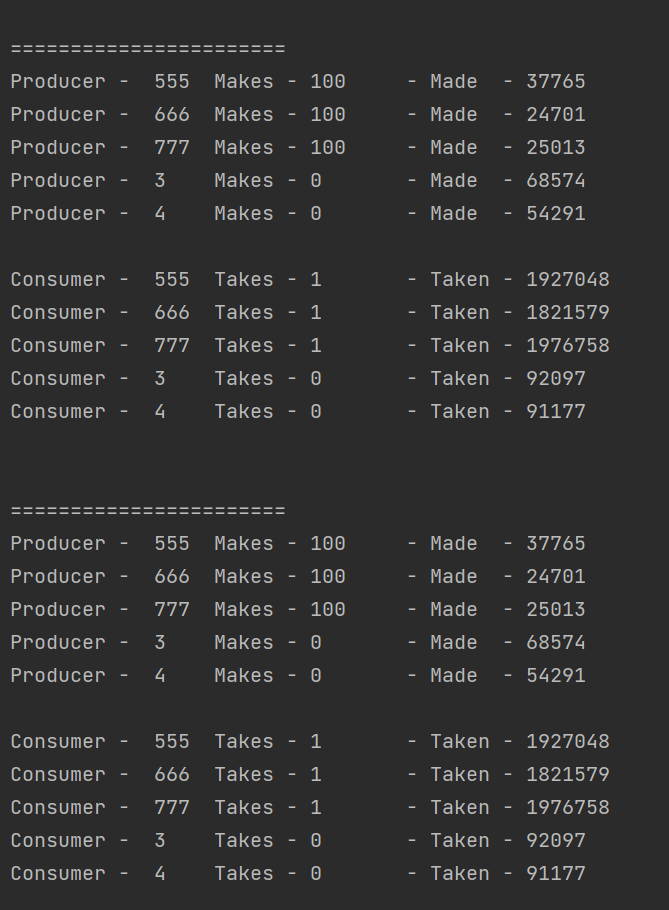 =======================
Producer -  555  Makes - 100     - Made  - 37765
Producer -  666  Makes - 100     - Made  - 24701
Producer -  777  Makes - 100     - Made  - 25013
Producer -  3    Makes - 0       - Made  - 68574
Producer -  4    Makes - 0       - Made  - 54291

Consumer -  555  Takes - 1       - Taken - 1927048
Consumer -  666  Takes - 1       - Taken - 1821579
Consumer -  777  Takes - 1       - Taken - 1976758
Consumer -  3    Takes - 0       - Taken - 92097
Consumer -  4    Takes - 0       - Taken - 91177


=======================
Producer -  555  Makes - 100     - Made  - 37765
Producer -  666  Makes - 100     - Made  - 24701
Producer -  777  Makes - 100     - Made  - 25013
Producer -  3    Makes - 0       - Made  - 68574
Producer -  4    Makes - 0       - Made  - 54291

Consumer -  555  Takes - 1       - Taken - 1927048
Consumer -  666  Takes - 1       - Taken - 1821579
Consumer -  777  Takes - 1       - Taken - 1976758
Consumer -  3    Takes - 0       - Taken - 92097
Consumer -  4    Takes - 0       - Taken - 91177